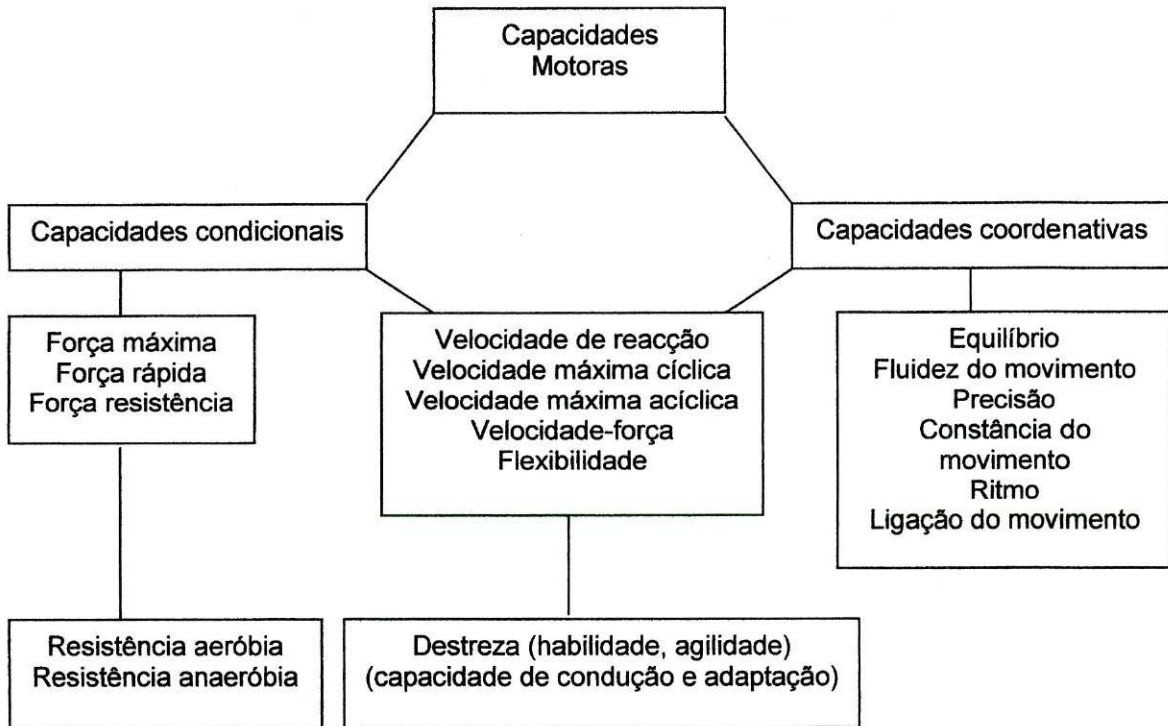 Capacidades
Motoras
Capacidades condicionais
Capacidades coordenativas
Força máxima
Força rápida
Força resistência
Velocidade de reacção
Velocidade máxima cíclica
Velocidade máxima acíclica
Velocidade-força
Flexibilidade
Equilíbrio
Fluidez do movimento
Precisão
Constância do
movimento
Ritmo
Ligação do movimento
Resistência aeróbia
Resistência anaeróbia
Destreza (habilidade, agilidade)
(capacidade de condução e adaptação)